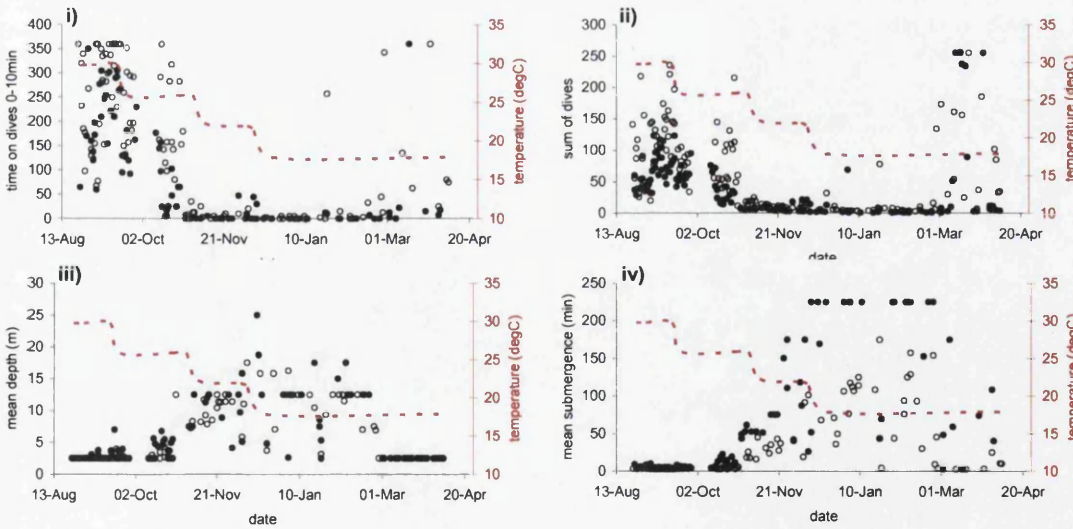 i)
400
350
300
250
200
150
100
50
0
time on dives 0-10min
35
30
25
20
15
10
temperature (degC)
13-Aug 02-Oct 21-Nov 10-Jan 01-Mar 20-Apr
ii)
300
250
200
150
100
50
0
sum of dives
35
30
25
20
15
10
temperature (degC)
13-Aug 02-Oct 21-Nov 10-Jan 01-Mar 20-Apr
date
iii)
30
25
20
15
10
5
0
mean depth (m)
35
30
25
20
15
10
temperature (degC)
13-Aug 02-Oct 21-Nov 10-Jan 01-Mar 20-Apr
date
iv)
250
200
150
100
50
0
mean submergence (min)
35
30
25
20
15
10
temperature (degC)
13-Aug 02-Oct 21-Nov 10-Jan 01-Mar 20-Apr
date